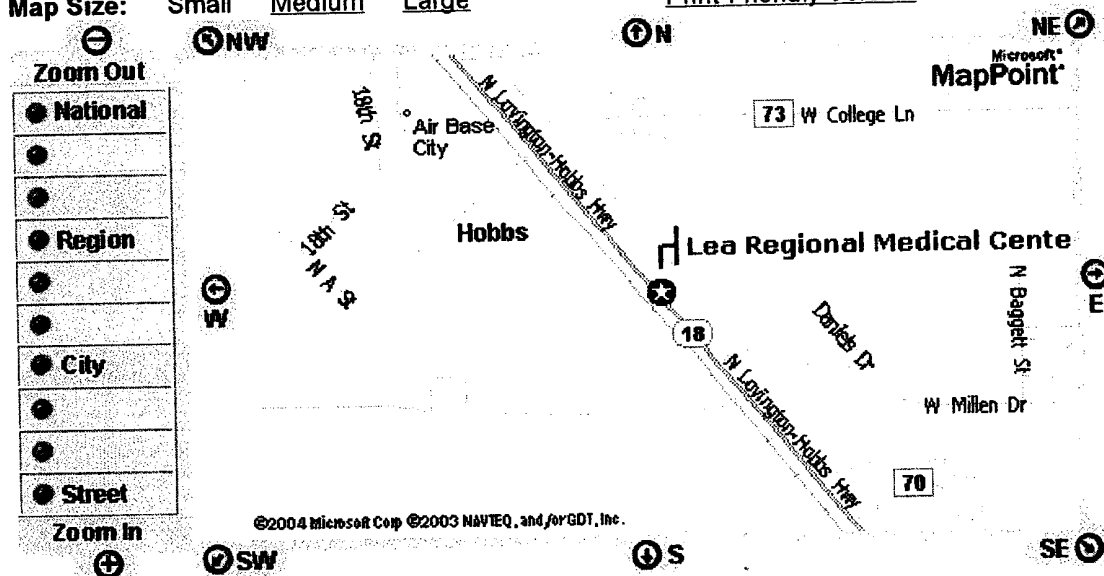 Map Size: Small Medium Large
NW
N
NE
Zoom Out
National
Region
City
Street
Zoom In
Microsoft
MapPoint
18th St
Air Base
City
N Lovington-Hobbs Hwy
73 W College Ln
18th St
N A St
Hobbs
Lea Regional Medical Cente
W
E
18
Daniels Dr
N Baggett St
N Lovington-Hobbs Hwy
W Millen Dr
70
©2004 Microsoft Corp ©2003 NAVTEQ, and/or GDT, Inc.
SW
S
SE